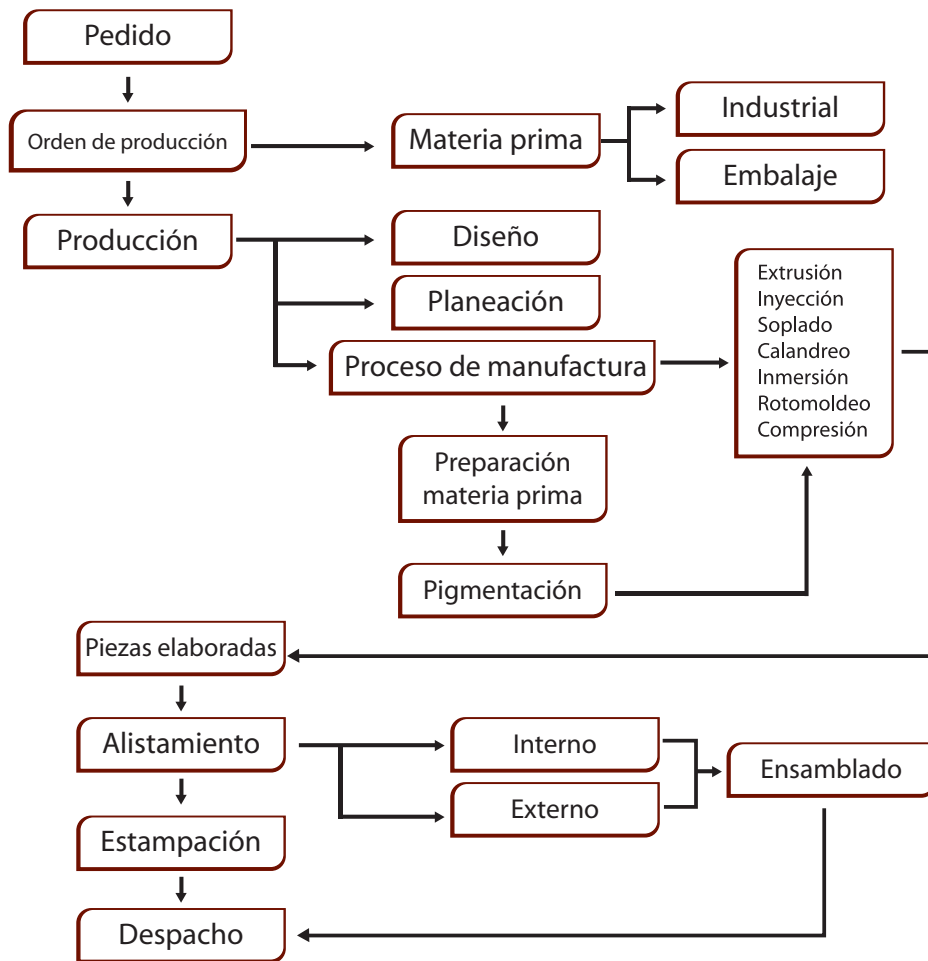 Pedido
Orden de producción
Materia prima
Industrial
Embalaje
Producción
Diseño
Planeación
Proceso de manufactura
Extrusión
Inyección
Soplado
Calandreo
Inmersión
Rotomoldeo
Compresión
Preparación
materia prima
Pigmentación
Piezas elaboradas
Alistamiento
Interno
Externo
Ensamblado
Estampación
Despacho